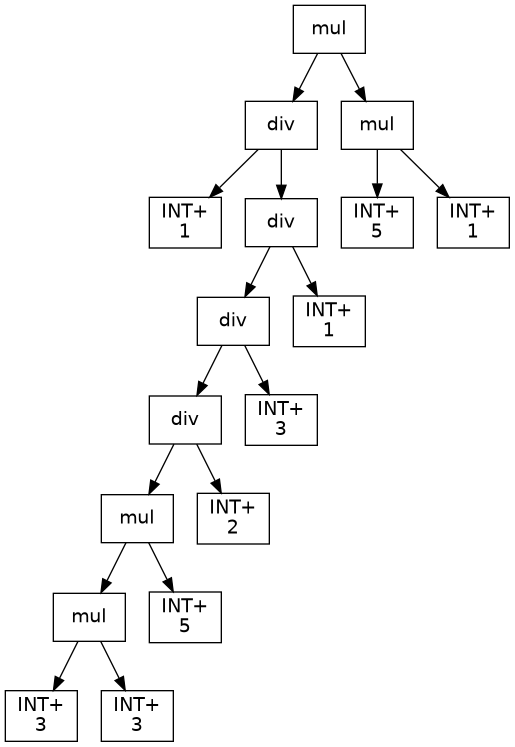 mul
div
mul
INT+
1
div
INT+
5
INT+
1
div
INT+
1
div
INT+
3
mul
INT+
2
mul
INT+
5
INT+
3
INT+
3